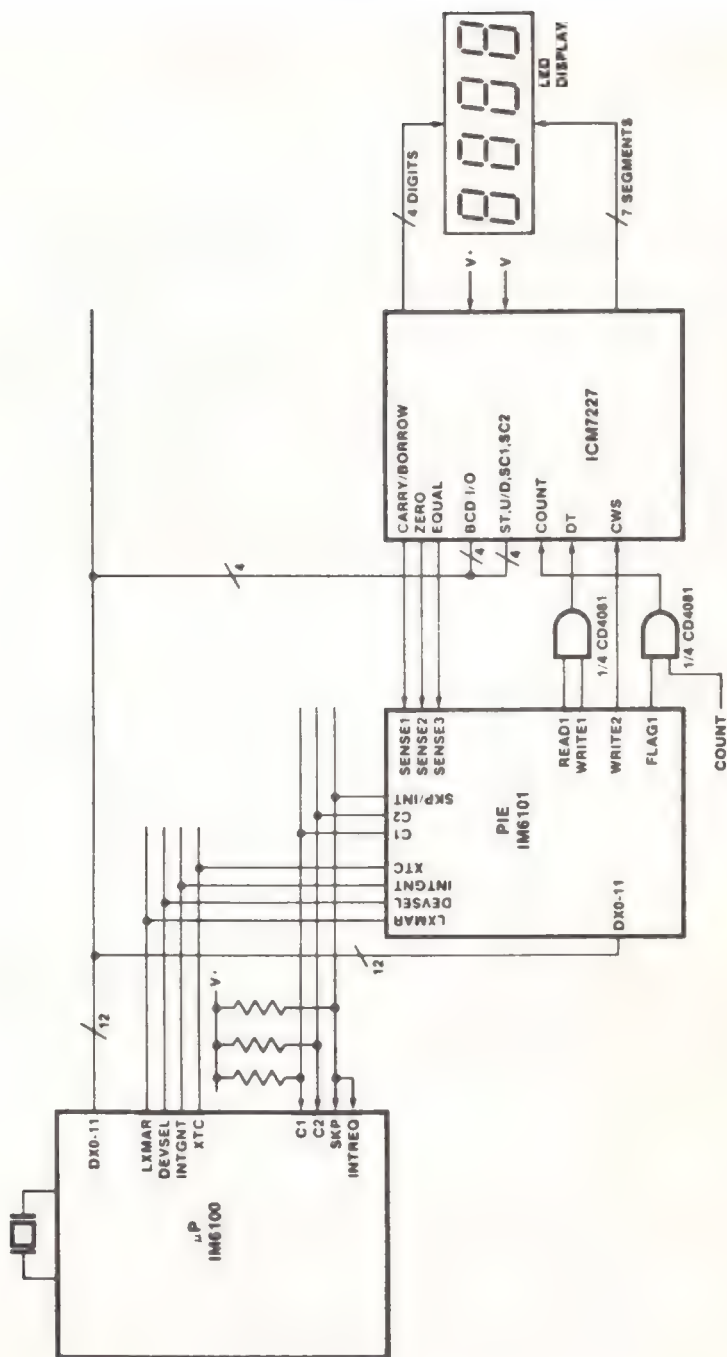 µP
IM6100
DX0-11
LXMAR
DEVSEL
INTGNT
XTC
C1
C2
SKP
INTREQ
12
V+
12
4
LXMAR
DEVSEL
INTGNT
XTC
C1
C2
SKP/INT
PIE
IM6101
DX0-11
SENSE1
SENSE2
SENSE3
READ1
WRITE1
WRITE2
FLAG1
COUNT
1/4 CD4081
1/4 CD4081
4
4
CARRY/BORROW
ZERO
EQUAL
BCD I/O
ST,U/D,SC1,SC2
COUNT
DT
CWS
ICM7227
V+
V
4 DIGITS
7 SEGMENTS
8888
LED
DISPLAY